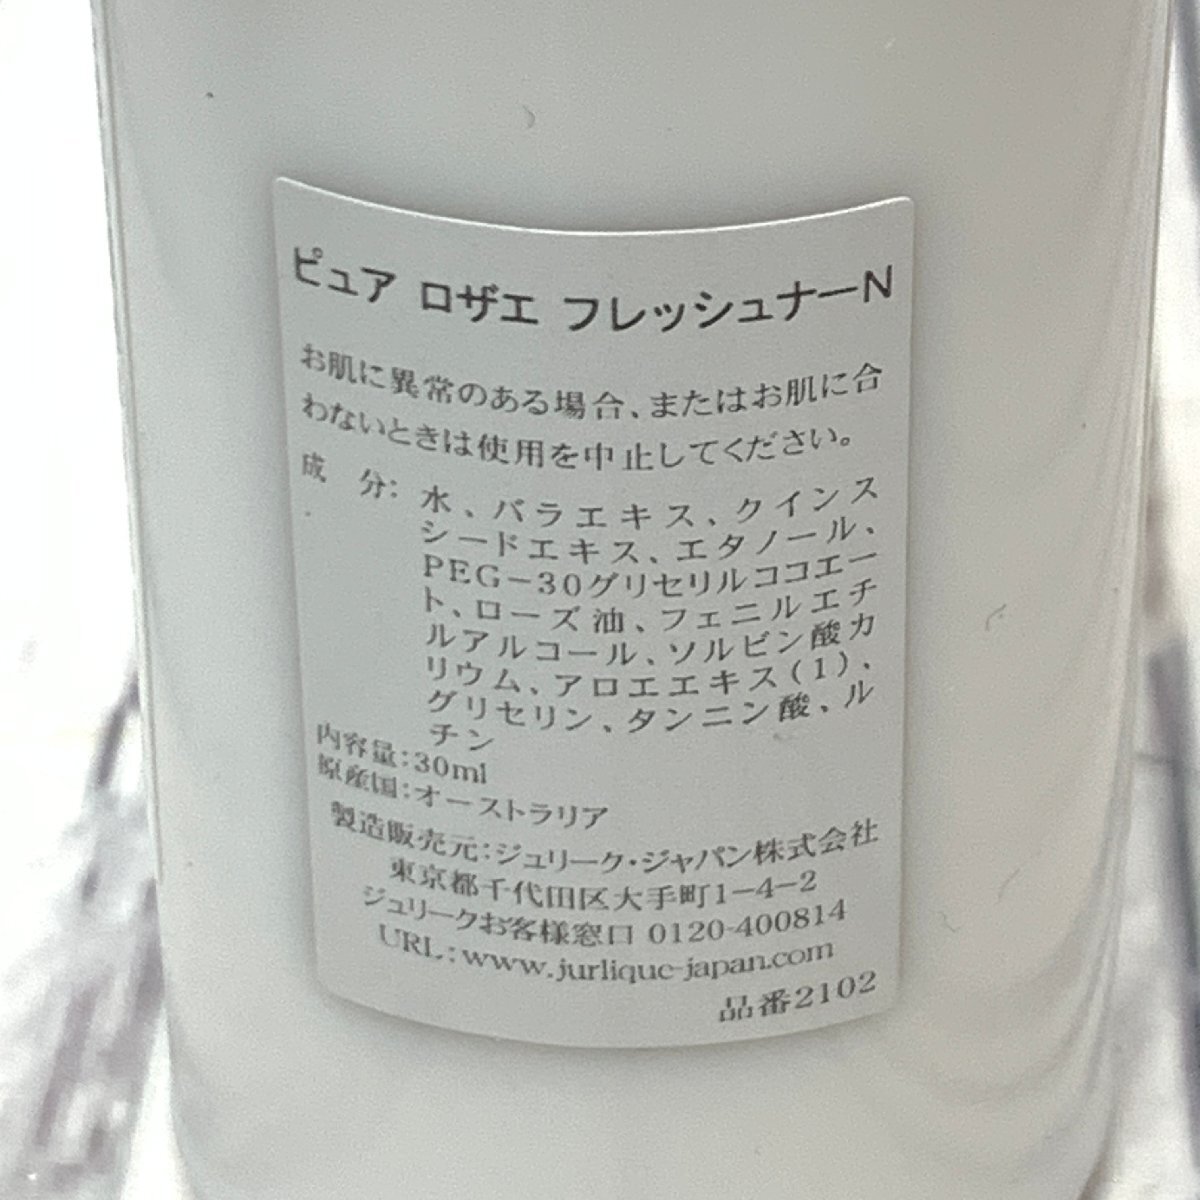 ピュア ロザエ フレッシュナーN
お肌に異常のある場合、またはお肌に合
わないときは使用を中止してください。
成 分: 水、バラエキス、クインス
シードエキス、エタノール、
PEG-30グリセリルココエー
ト、ローズ油、フェニルエチ
ルアルコール、ソルビン酸カ
リウム、アロエエキス(1)、
グリセリン、タンニン酸、ル
チン
内容量:30ml
原産国:オーストラリア
製造販売元:ジュリーク・ジャパン株式会社
東京都千代田区大手町1-4-2
ジュリークお客様窓口 0120-400814
URL:www.jurlique-japan.com
品番2102